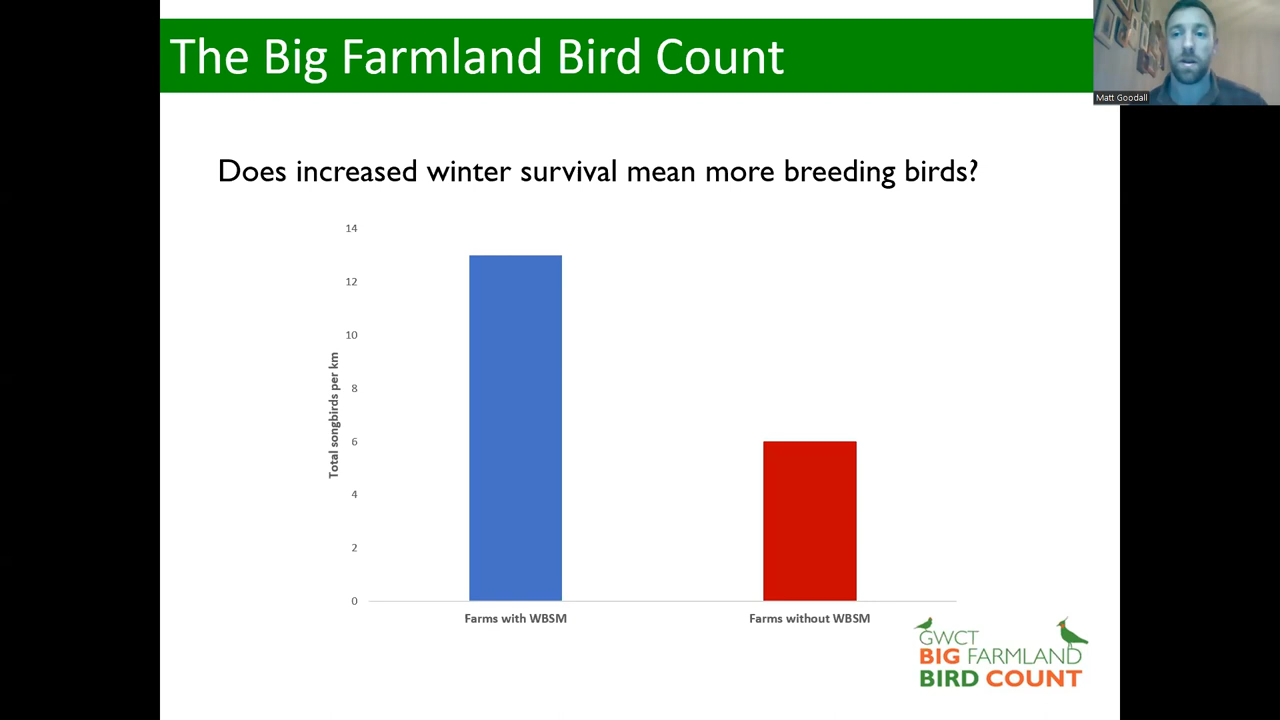 The Big Farmland Bird Count
Matt Goodall
Does increased winter survival mean more breeding birds?
14
12
10
8
6
4
2
0
Total songbirds per km
Farms with WBSM
Farms without WBSM
GWCT
BIG FARMLAND
BIRD COUNT